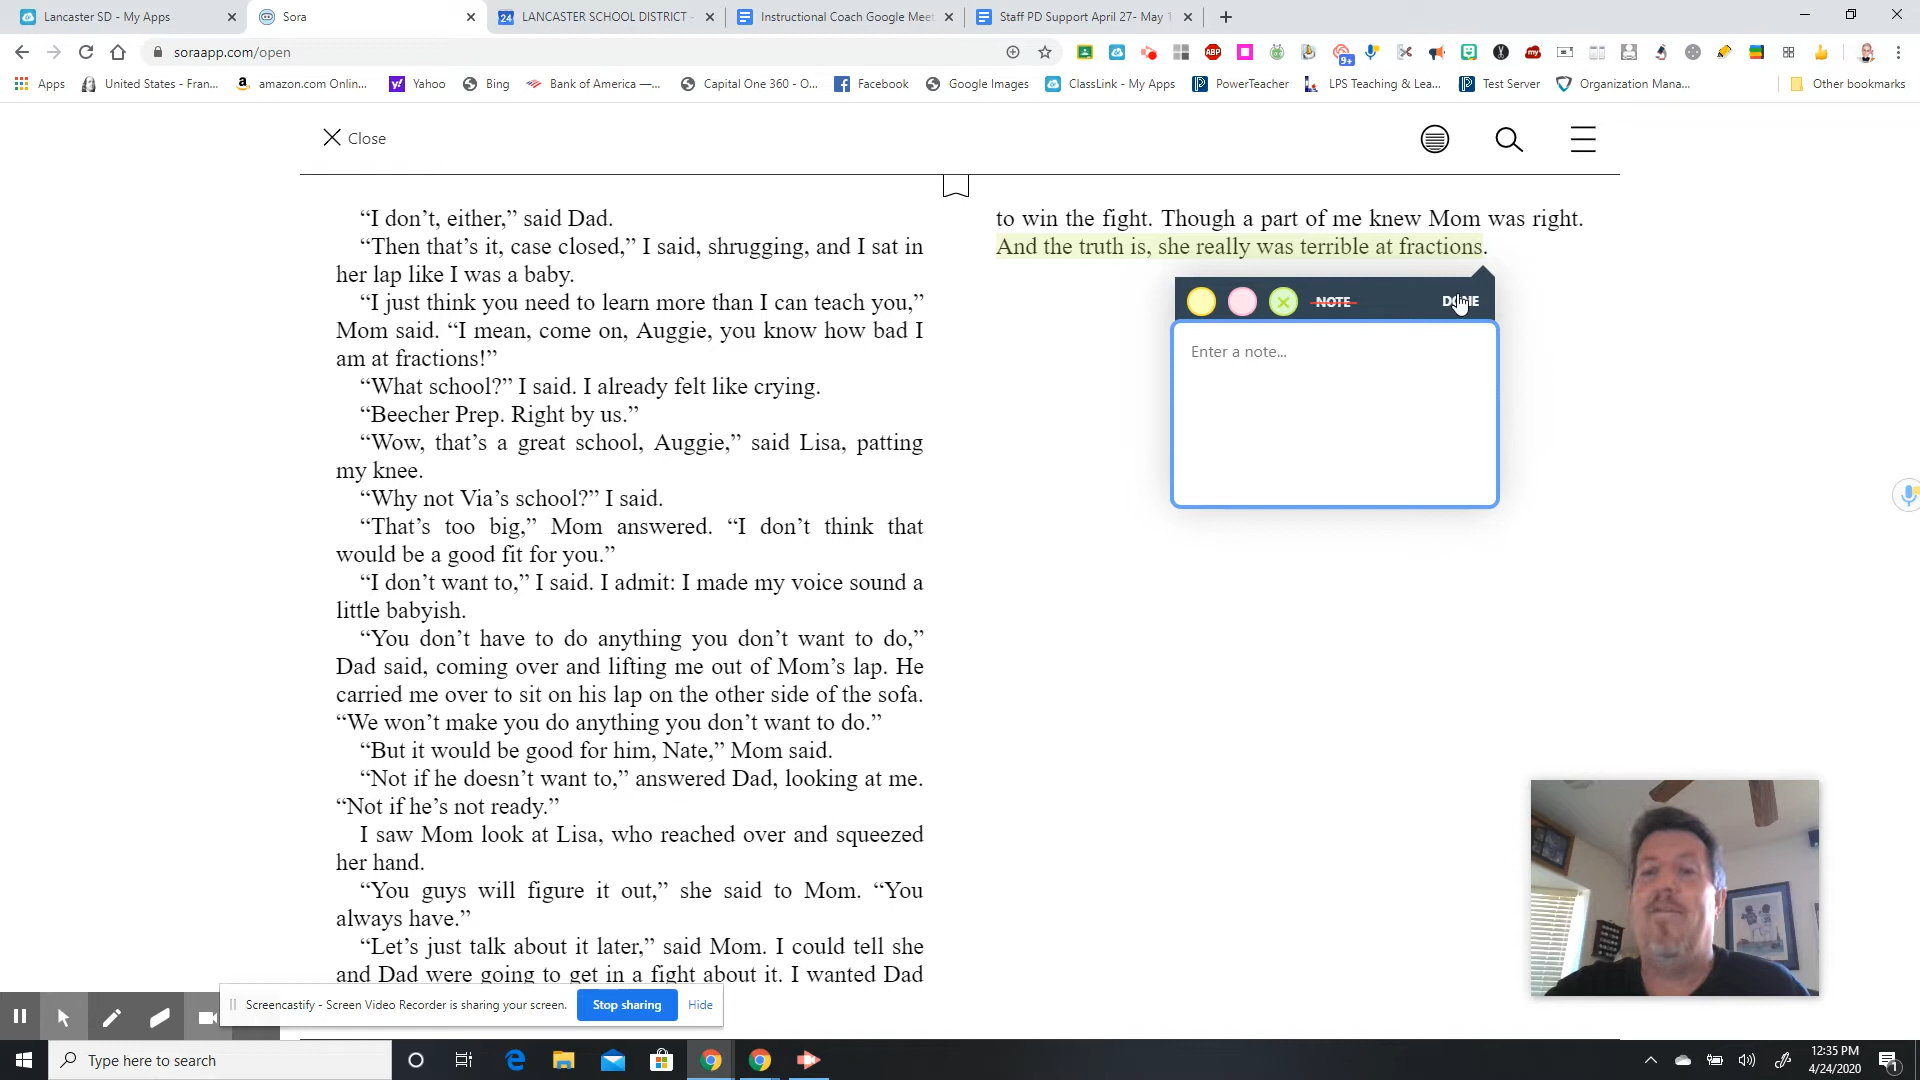 Lancaster SD - My Apps
Sora
LANCASTER SCHOOL DISTRICT -
Instructional Coach Google Meet
Staff PD Support April 27- May 1
soraapp.com/open
Apps
United States - Fran...
amazon.com Onlin...
Yahoo
Bing
Bank of America —...
Capital One 360 - O...
Facebook
Google Images
ClassLink - My Apps
PowerTeacher
LPS Teaching & Lea...
Test Server
Organization Mana...
Other bookmarks
Close
“I don’t, either,” said Dad.
“Then that’s it, case closed,” I said, shrugging, and I sat in
her lap like I was a baby.
“I just think you need to learn more than I can teach you,”
Mom said. “I mean, come on, Auggie, you know how bad I
am at fractions!”
“What school?” I said. I already felt like crying.
“Beecher Prep. Right by us.”
“Wow, that’s a great school, Auggie,” said Lisa, patting
my knee.
“Why not Via’s school?” I said.
“That’s too big,” Mom answered. “I don’t think that
would be a good fit for you.”
“I don’t want to,” I said. I admit: I made my voice sound a
little babyish.
“You don’t have to do anything you don’t want to do,”
Dad said, coming over and lifting me out of Mom’s lap. He
carried me over to sit on his lap on the other side of the sofa.
“We won’t make you do anything you don’t want to do.”
“But it would be good for him, Nate,” Mom said.
“Not if he doesn’t want to,” answered Dad, looking at me.
“Not if he’s not ready.”
I saw Mom look at Lisa, who reached over and squeezed
her hand.
“You guys will figure it out,” she said to Mom. “You
always have.”
“Let’s just talk about it later,” said Mom. I could tell she
and Dad were going to get in a fight about it. I wanted Dad
to win the fight. Though a part of me knew Mom was right.
And the truth is, she really was terrible at fractions.
NOTE
DONE
Enter a note...
Screencastify - Screen Video Recorder is sharing your screen.
Stop sharing
Hide
Type here to search
12:35 PM
4/24/2020